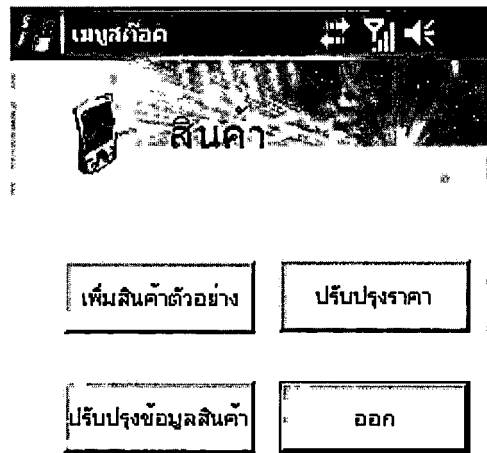 เมนูสต๊อค
สินค้า
เพิ่มสินค้าตัวอย่าง
ปรับปรุงราคา
ปรับปรุงข้อมูลสินค้า
ออก